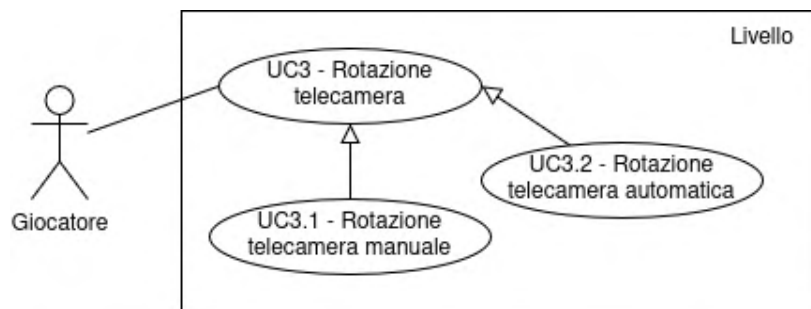 Livello
UC3 - Rotazione
telecamera
UC3.2 - Rotazione
telecamera automatica
Giocatore
UC3.1 - Rotazione
telecamera manuale